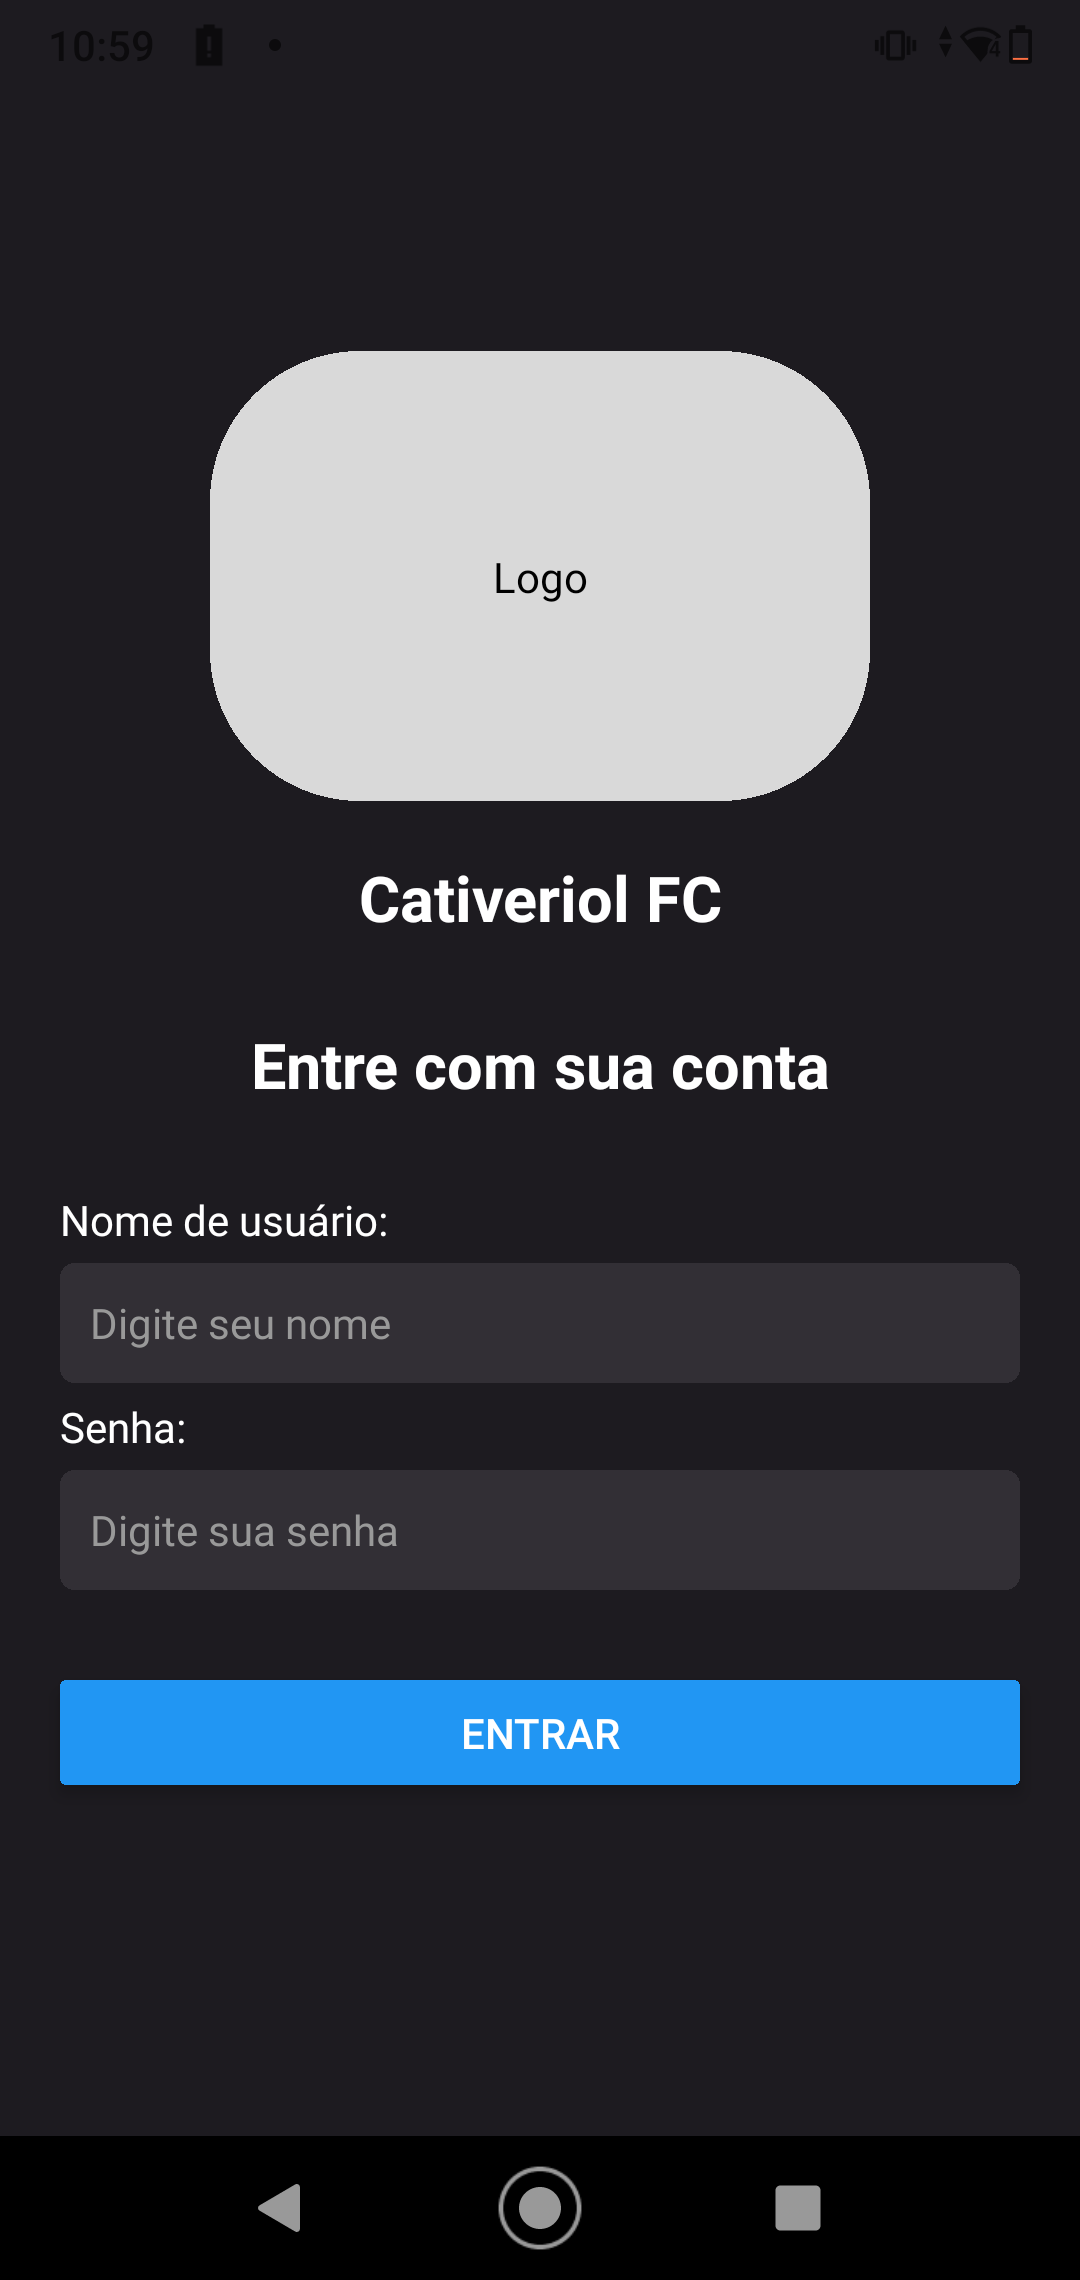 10:59
Logo
Cativeriol FC
Entre com sua conta
Nome de usuário:
Digite seu nome
Senha:
Digite sua senha
ENTRAR